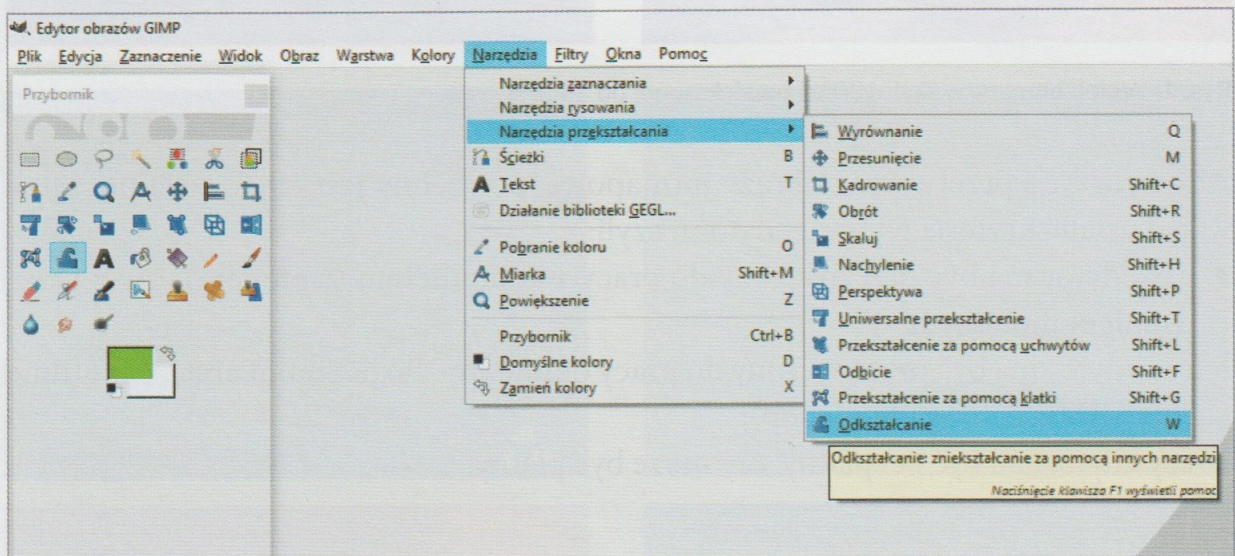 Edytor obrazów GIMP
Plik Edycja Zaznaczenie Widok Obraz Warstwa Kolory Narzędzia Filtry Okna Pomoc
Przybornik
Narzędzia zaznaczania
Narzędzia rysowania
Narzędzia przekształcania
Ścieżki B
Tekst T
Działanie biblioteki GEGL...
Pobranie koloru O
Miarka Shift+M
Powiększenie Z
Przybornik Ctrl+B
Domyślne kolory D
Zamień kolory X
Wyrównanie Q
Przesunięcie M
Kadrowanie Shift+C
Obrót Shift+R
Skaluj Shift+S
Nachylenie Shift+H
Perspektywa Shift+P
Uniwersalne przekształcenie Shift+T
Przekształcenie za pomocą uchwytów Shift+L
Odbicie Shift+F
Przekształcenie za pomocą klatki Shift+G
Odkształcanie W
Odkształcanie: zniekształcanie za pomocą innych narzędzi
Naciśnięcie klawisza F1 wyświetli pomoc